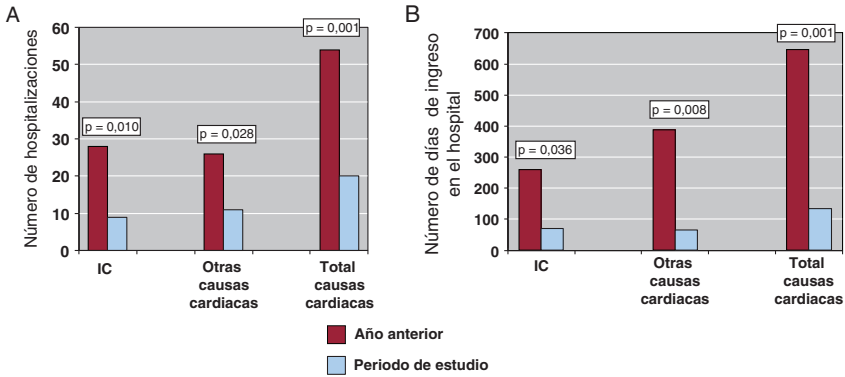 A
Número de hospitalizaciones
60
50
40
30
20
10
0
p = 0,010
p = 0,028
p = 0,001
IC
Otras
causas
cardiacas
Total
causas
cardiacas
B
Número de días de ingreso
en el hospital
700
600
500
400
300
200
100
0
p = 0,036
p = 0,008
p = 0,001
IC
Otras
causas
cardiacas
Total
causas
cardiacas
Año anterior
Periodo de estudio